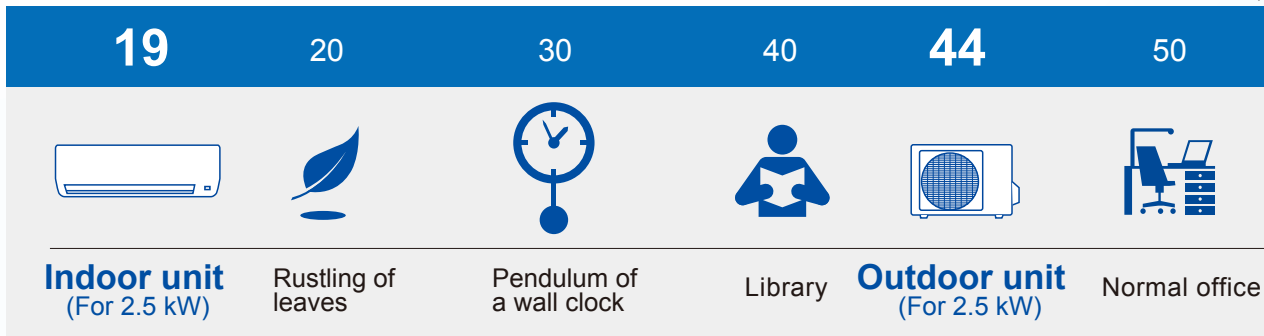 19 20 30 40 44 50
Indoor unit
(For 2.5 kW)
Rustling of
leaves
Pendulum of
a wall clock
Library
Outdoor unit
(For 2.5 kW)
Normal office